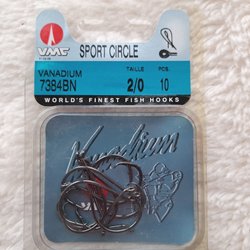 VMC
SPORT CIRCLE
VANADIUM
7384BN
TAILLE
2/0
PCS.
10
WORLD'S FINEST FISH HOOKS
Vanadium